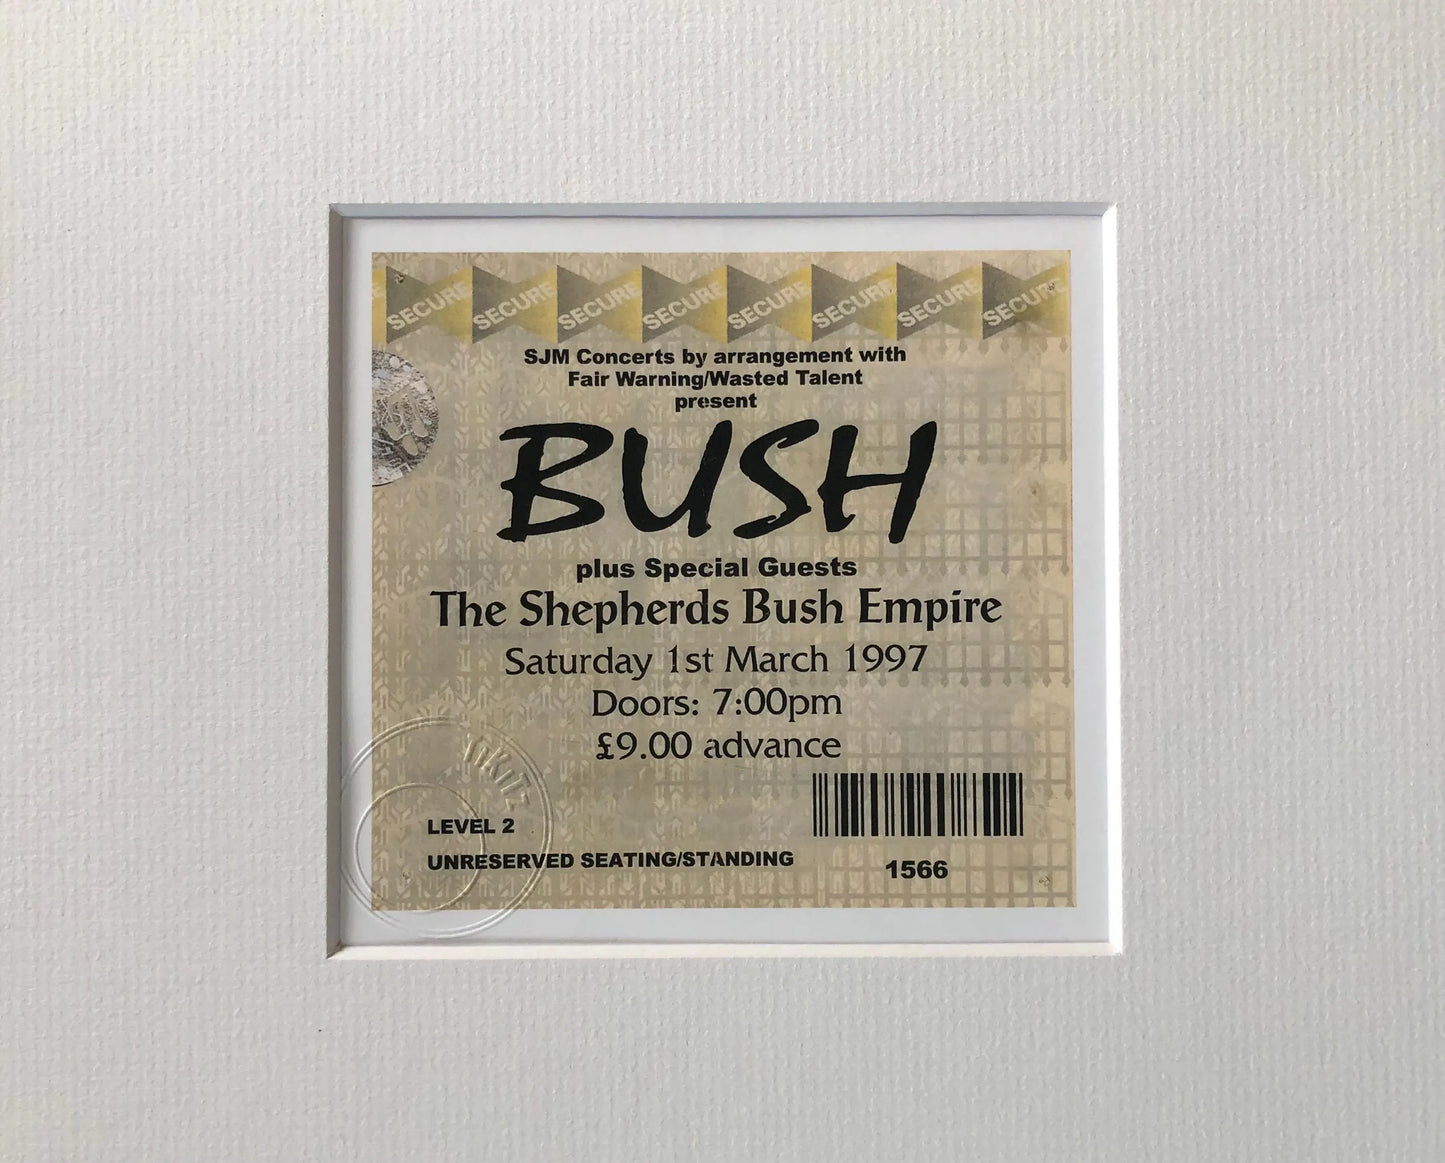 SECURE SECURE SECURE SECURE SECURE SECURE SECURE SECURE
SJM Concerts by arrangement with
Fair Warning/Wasted Talent
present
BUSH
plus Special Guests
The Shepherds Bush Empire
Saturday 1st March 1997
Doors: 7:00pm
£9.00 advance
LEVEL 2
UNRESERVED SEATING/STANDING
1566